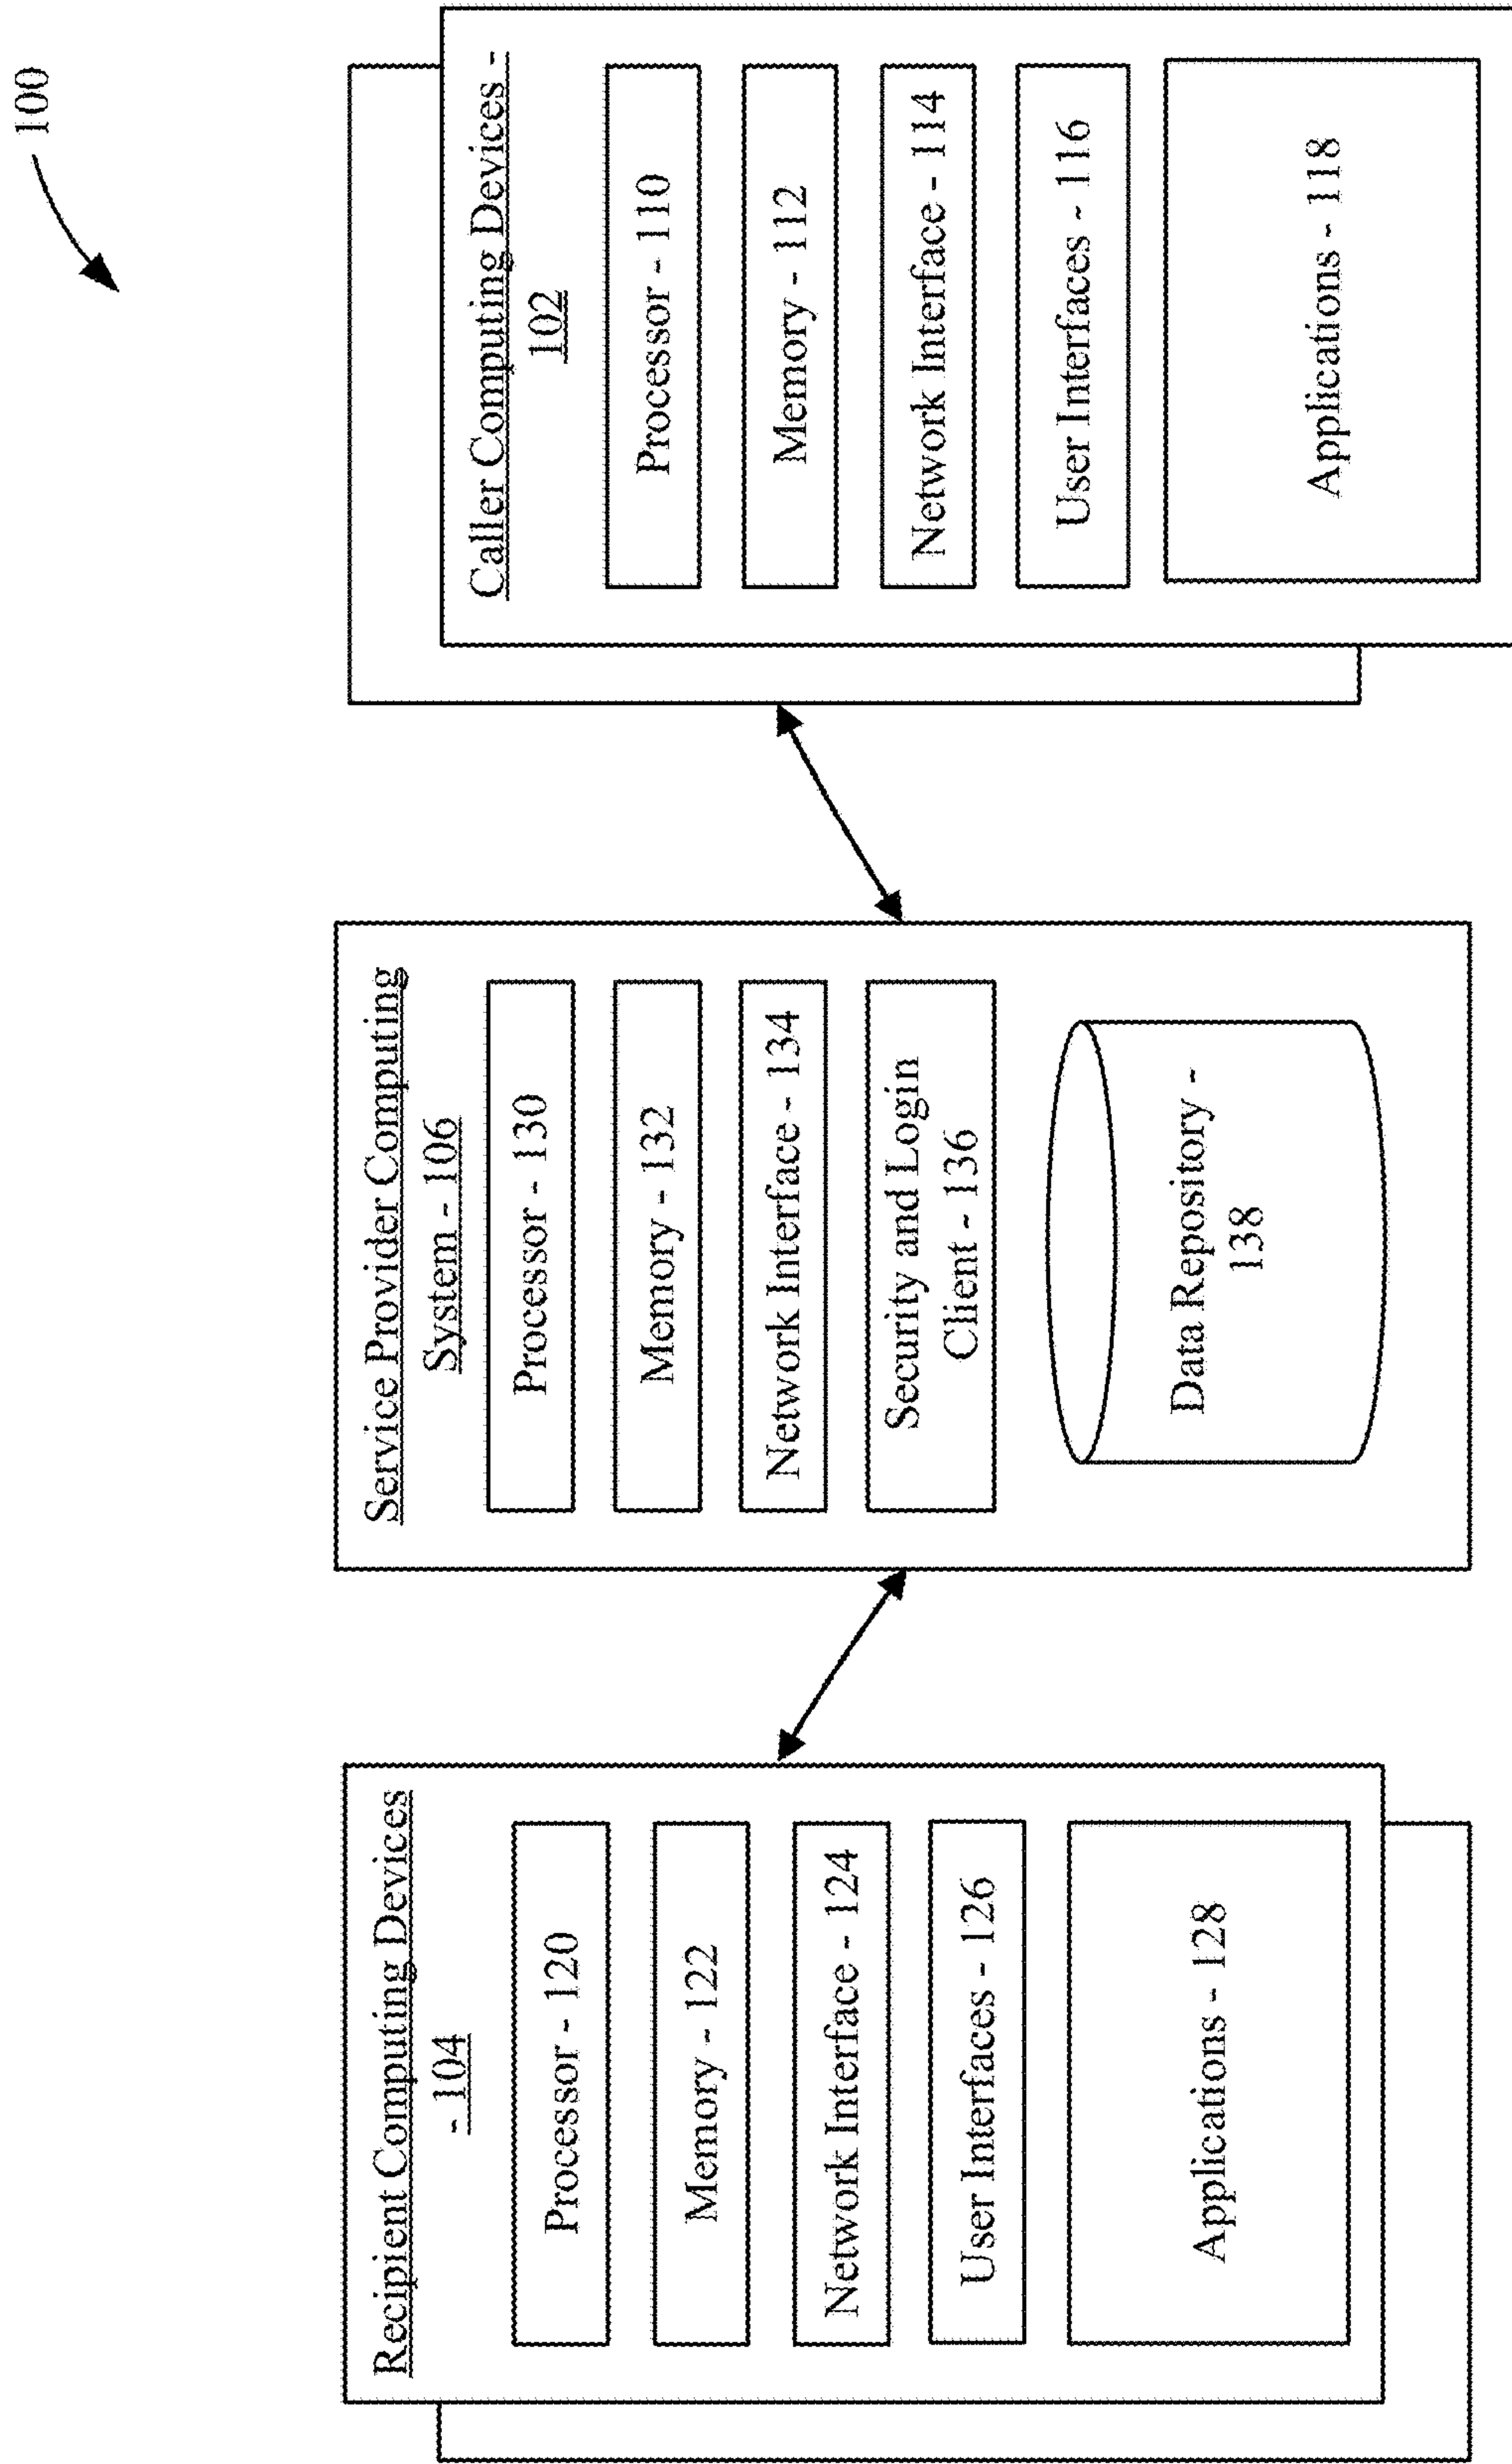 100
Recipient Computing Devices
- 104
Processor - 120
Memory - 122
Network Interface - 124
User Interfaces - 126
Applications - 128
Service Provider Computing
System - 106
Processor - 130
Memory - 132
Network Interface - 134
Security and Login
Client - 136
Data Repository -
138
Caller Computing Devices -
102
Processor - 110
Memory - 112
Network Interface - 114
User Interfaces - 116
Applications - 118